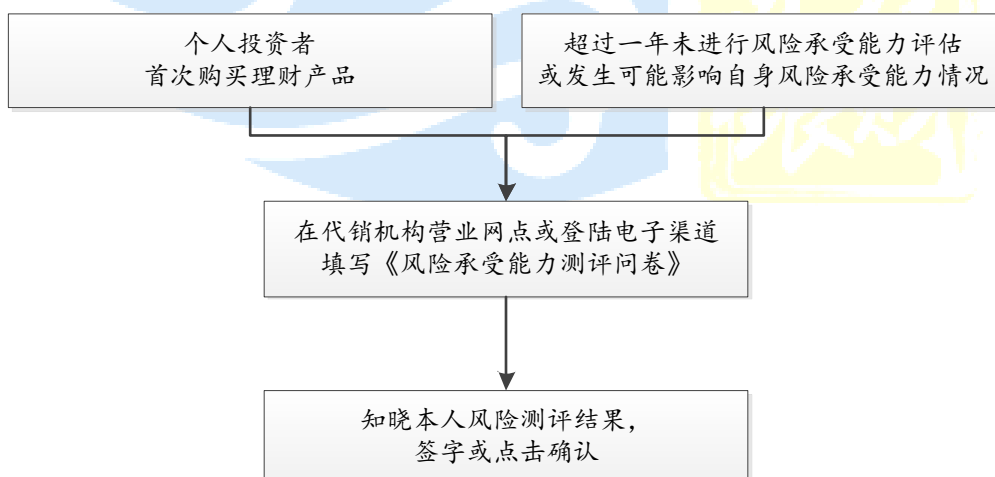 个人投资者
首次购买理财产品
超过一年未进行风险承受能力评估
或发生可能影响自身风险承受能力情况
在代销机构营业网点或登陆电子渠道
填写《风险承受能力测评问卷》
知晓本人风险测评结果，
签字或点击确认